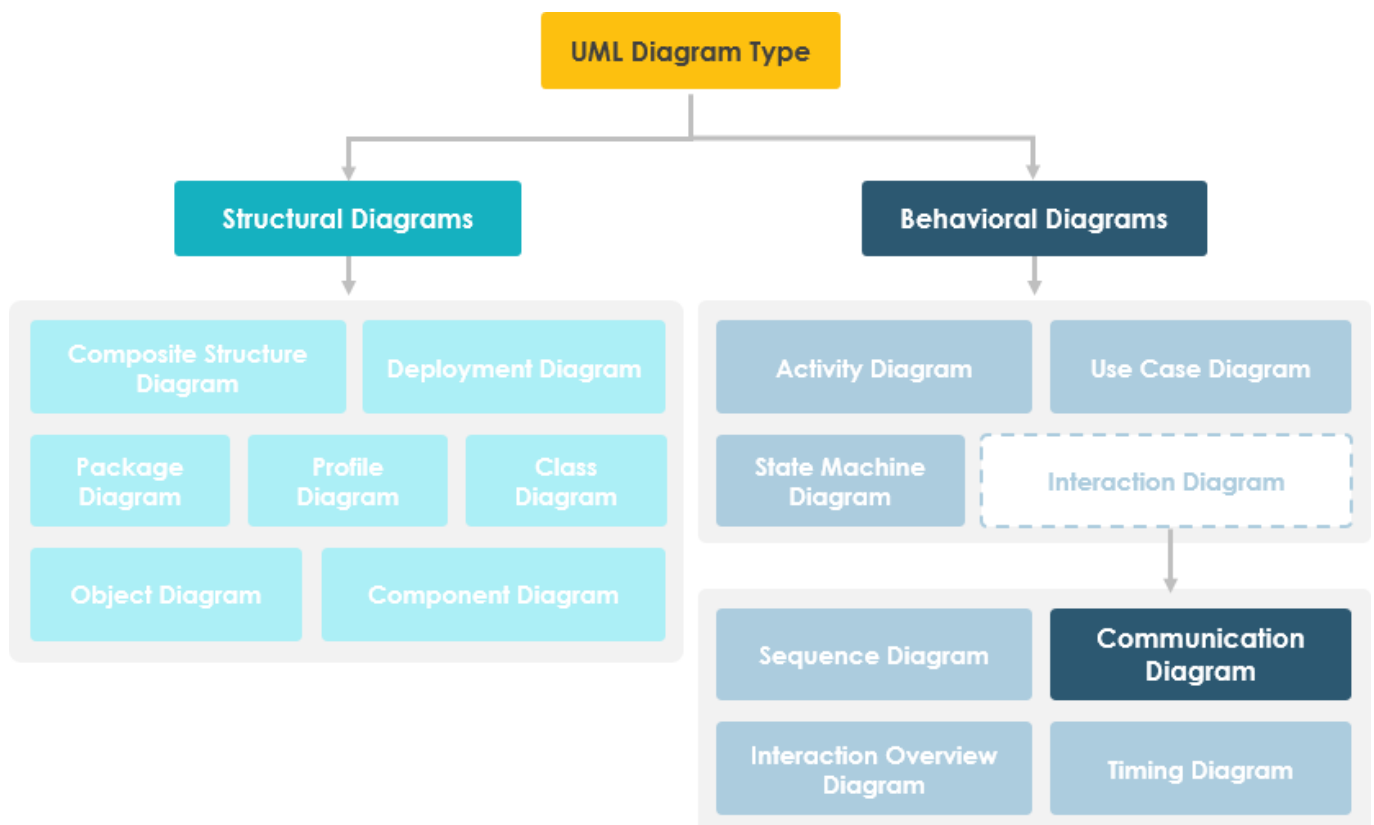 UML Diagram Type
Structural Diagrams
Behavioral Diagrams
Composite Structure
Diagram
Deployment Diagram
Package
Diagram
Profile
Diagram
Class
Diagram
Object Diagram
Component Diagram
Activity Diagram
Use Case Diagram
State Machine
Diagram
Interaction Diagram
Sequence Diagram
Communication
Diagram
Interaction Overview
Diagram
Timing Diagram